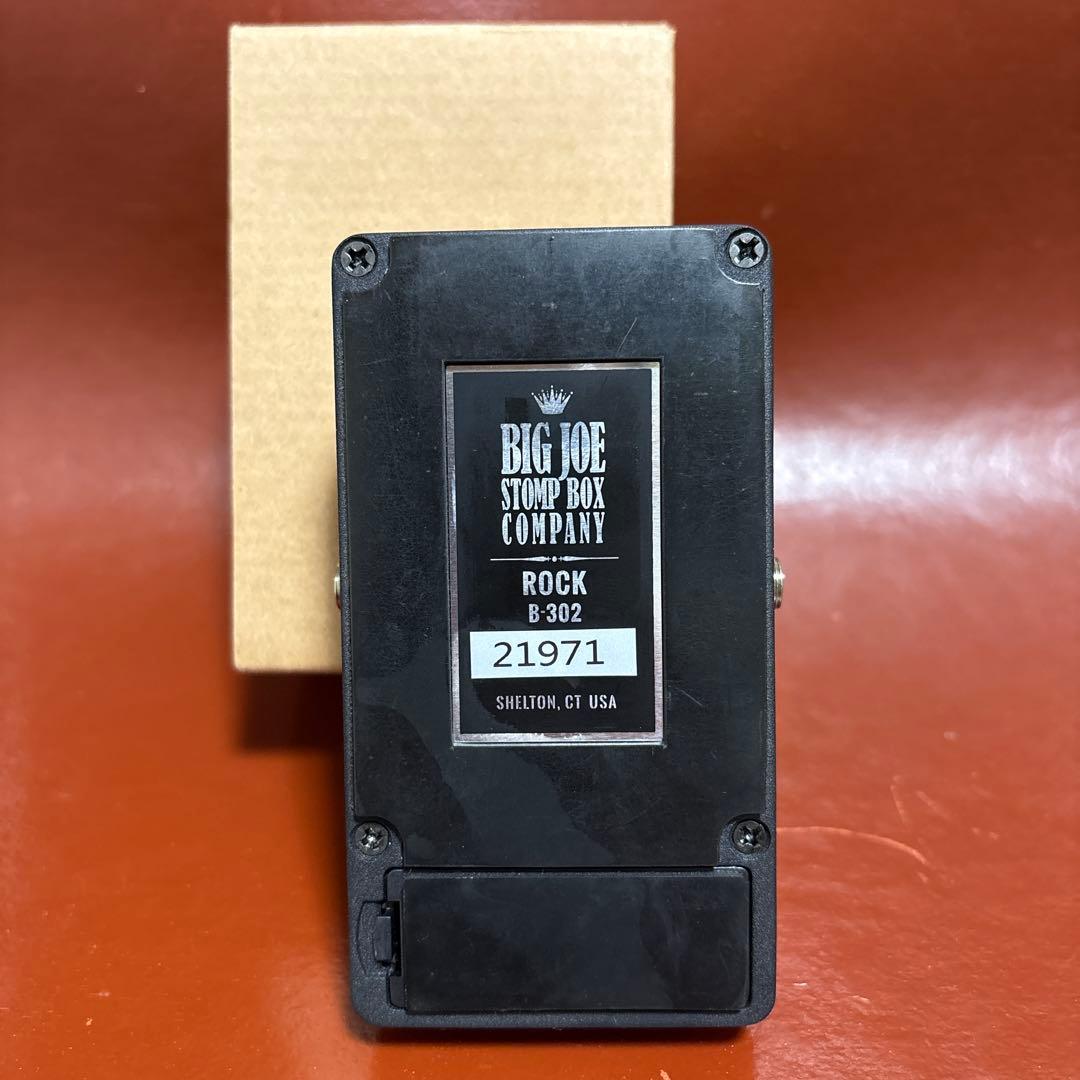 BIG JOE
STOMP BOX
COMPANY
ROCK
B-302
21971
SHELTON, CT USA